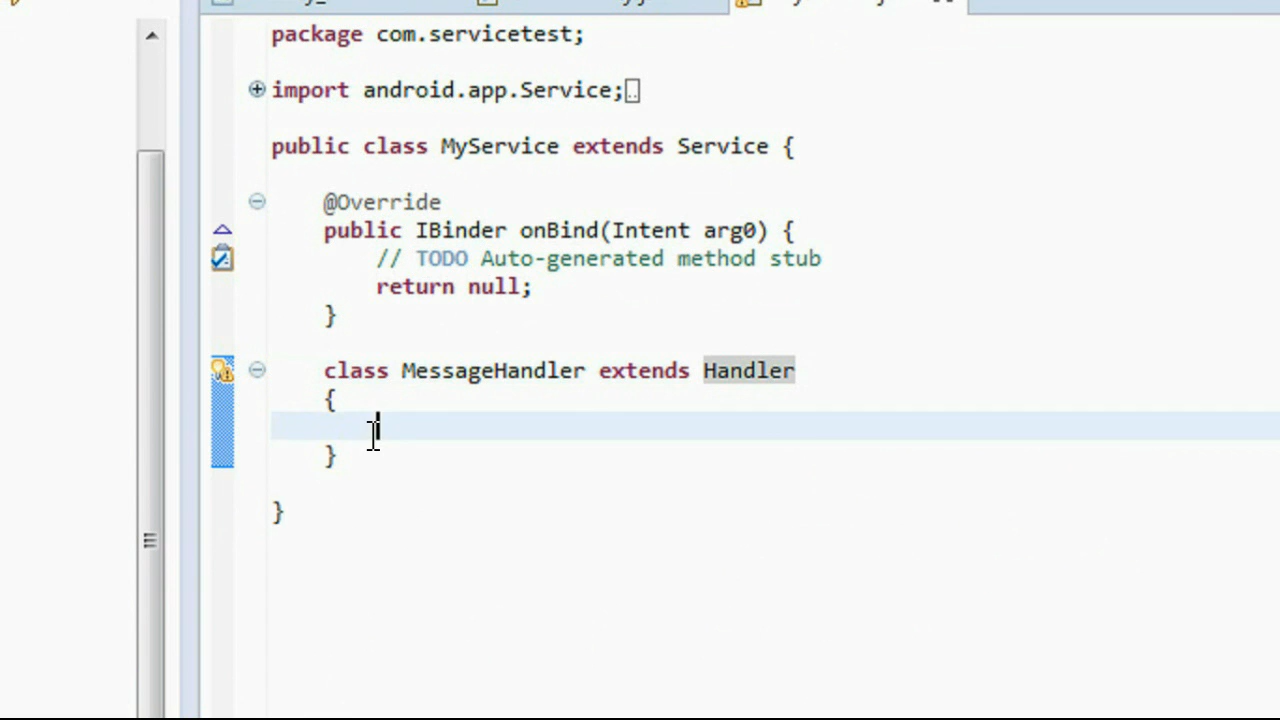 package com.servicetest;
import android.app.Service;
public class MyService extends Service {
@Override
public IBinder onBind(Intent arg0) {
// TODO Auto-generated method stub
return null;
}
class MessageHandler extends Handler
{
}
}